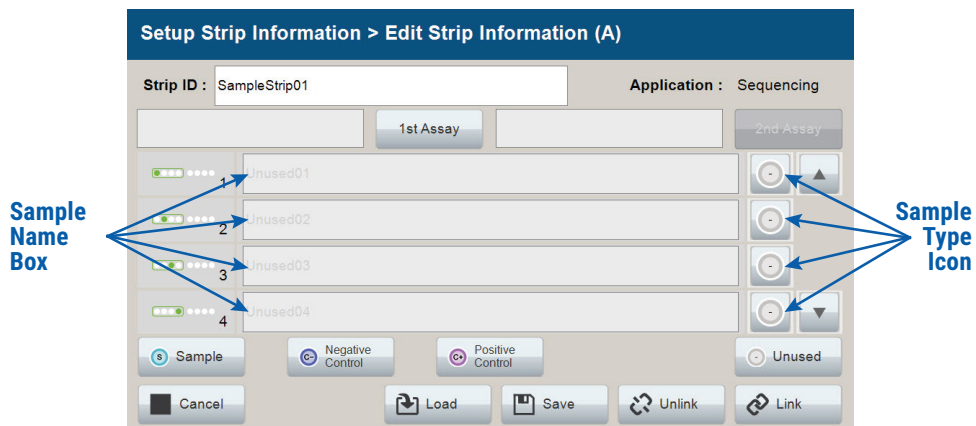 Setup Strip Information > Edit Strip Information (A)
Strip ID : SampleStrip01 Application : Sequencing
1st Assay 2nd Assay
1 Unused01 -
2 Unused02 -
3 Unused03 -
4 Unused04 -
Sample
Name
Box
Sample
Type
Icon
S Sample
C- Negative
Control
C+ Positive
Control
- Unused
Cancel Load Save Unlink Link